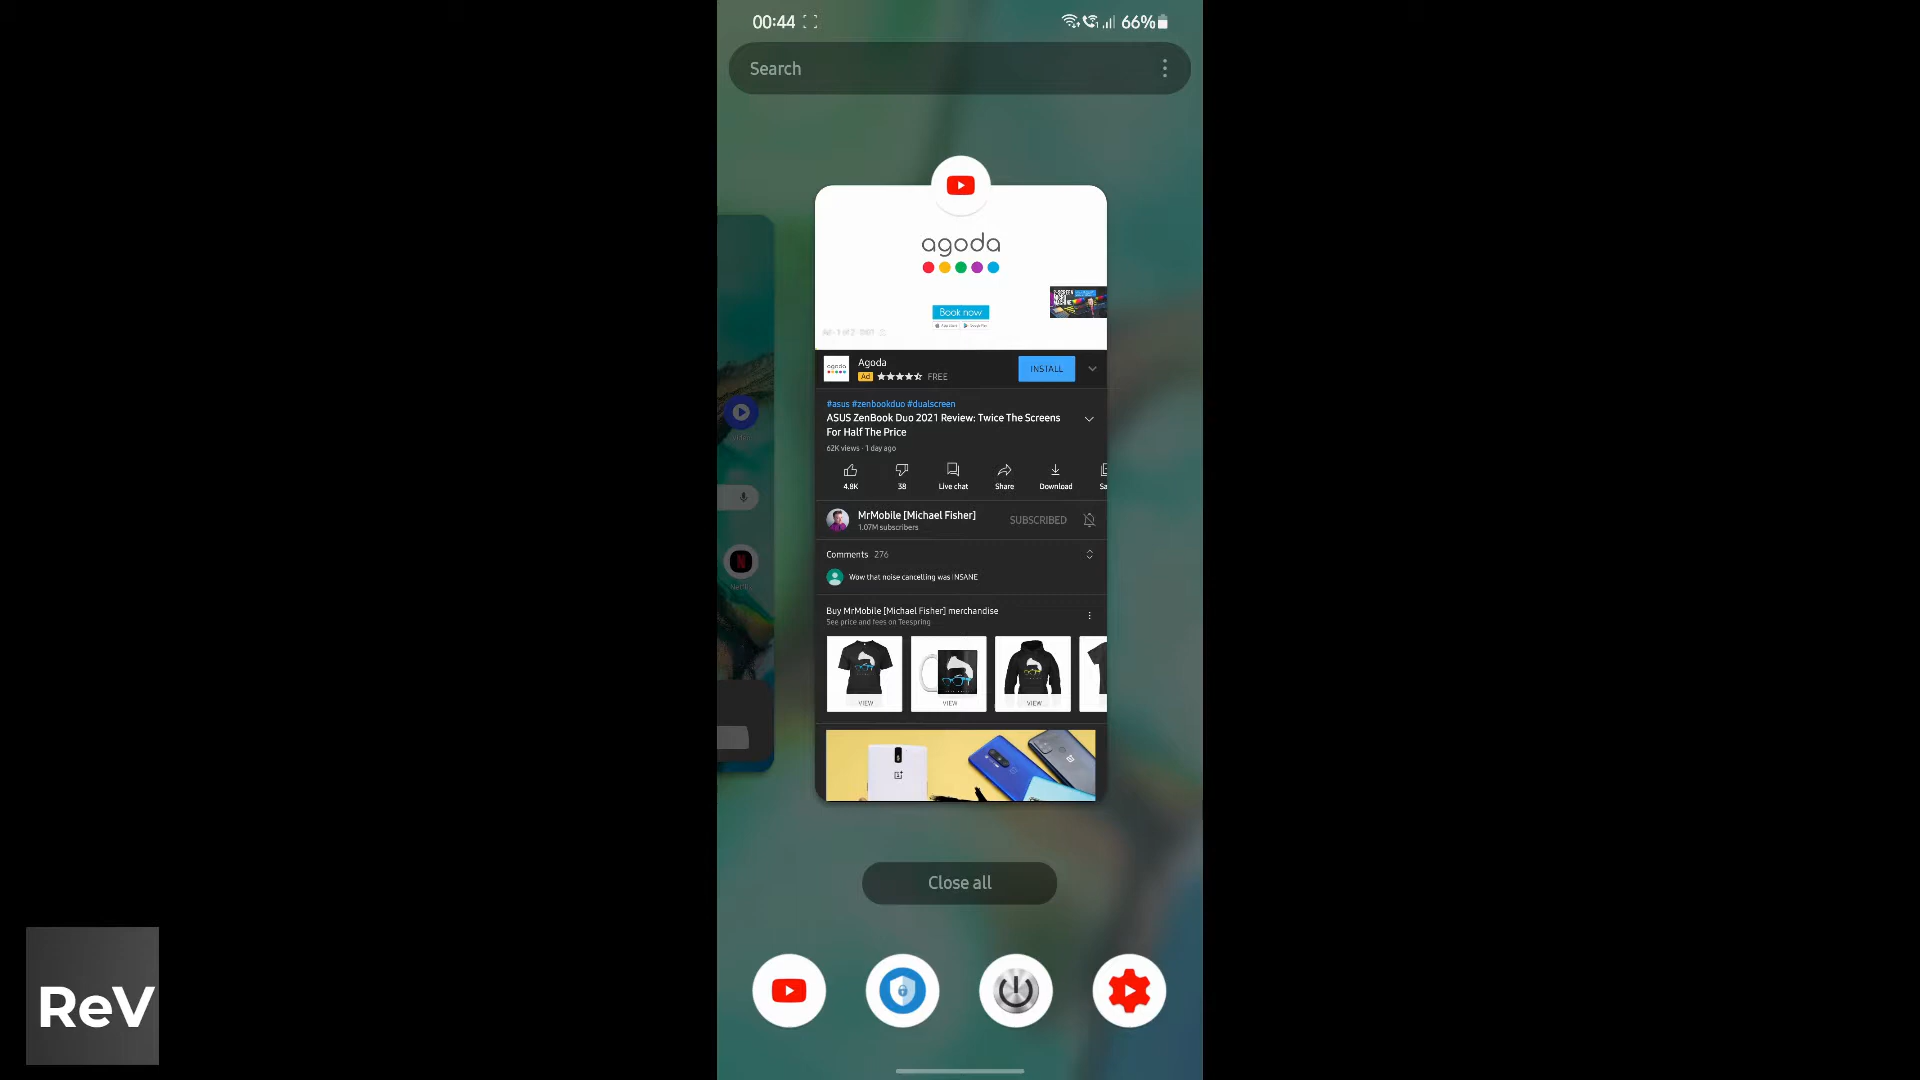 00:44
66%
Search
agoda
Book now
Agoda
Ad
FREE
INSTALL
#asus #zenbookduo #dualscreen
ASUS ZenBook Duo 2021 Review: Twice The Screens
For Half The Price
62K views · 1 day ago
4.8K
38
Live chat
Share
Download
Sa
MrMobile [Michael Fisher]
1.07M subscribers
SUBSCRIBED
Comments 276
Wow that noise cancelling was INSANE
Buy MrMobile [Michael Fisher] merchandise
See price and fees on Teespring
VIEW
VIEW
VIEW
Close all
ReV